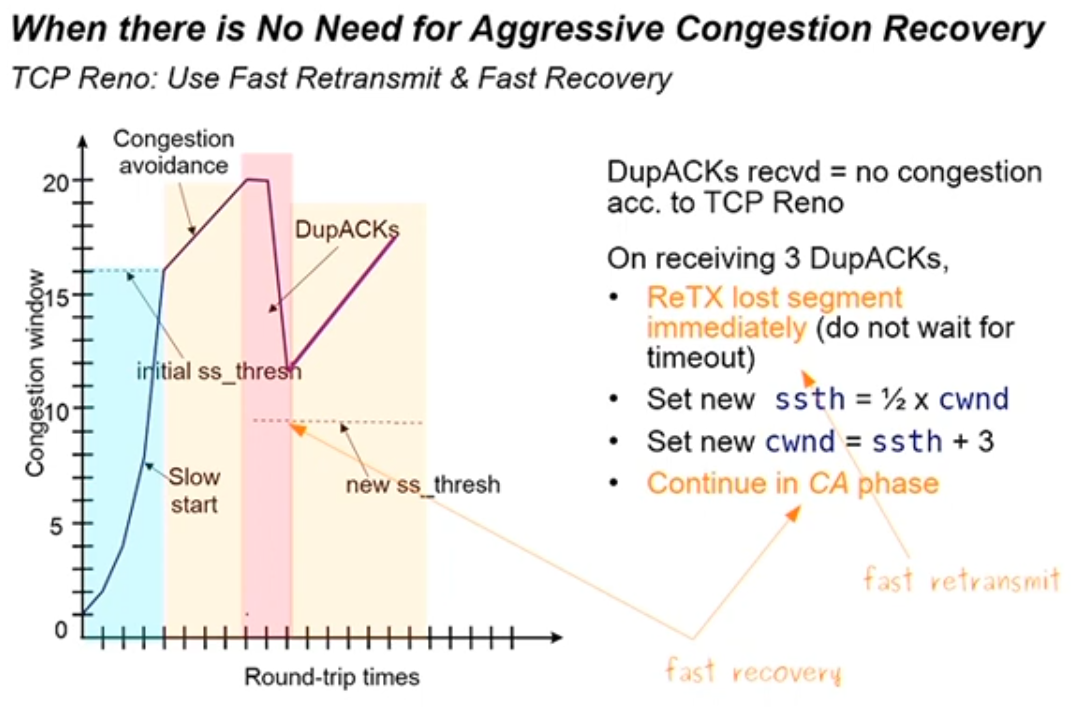 When there is No Need for Aggressive Congestion Recovery
TCP Reno: Use Fast Retransmit & Fast Recovery
Congestion
avoidance
20
15
10
5
0
Congestion window
DupACKs
initial ss_thresh
Slow
start
new ss_thresh
Round-trip times
DupACKs recvd = no congestion
acc. to TCP Reno
On receiving 3 DupACKs,
• ReTX lost segment
immediately (do not wait for
timeout)
• Set new ssth = ½ x cwnd
• Set new cwnd = ssth + 3
• Continue in CA phase
fast retransmit
fast recovery